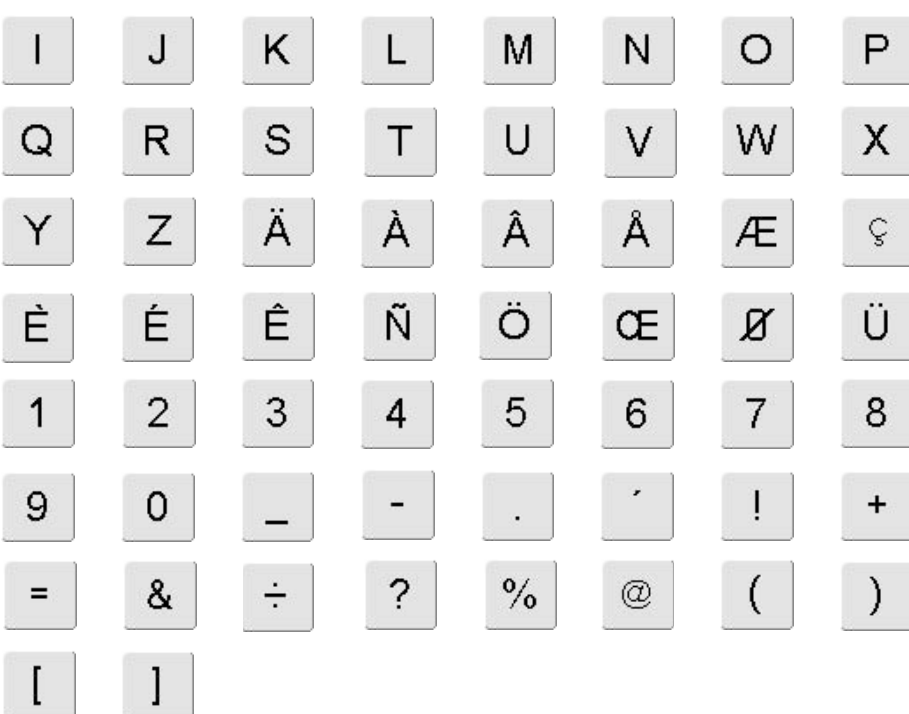 I J K L M N O P
Q R S T U V W X
Y Z Ä À Â Å Æ ç
È É Ê Ñ Ö Œ Ø Ü
1 2 3 4 5 6 7 8
9 0 _ - . ´ ! +
= & ÷ ? % @ ( )
[ ]